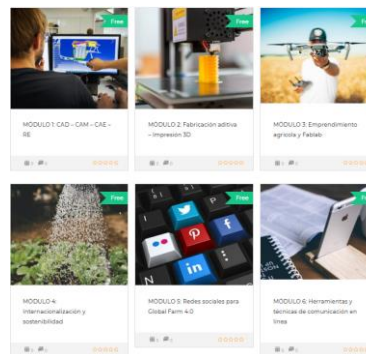 Free
Free
MODULO 1: CAD – CAM – CAE –
RE
MODULO 2: Fabricación aditiva
– Impresión 3D
MODULO 3: Emprendimiento
agrícola y Fablab
Free
Free
MODULO 4:
Internacionalización y
sostenibilidad
MODULO 5: Redes sociales para
Global Farm 4.0
MODULO 6: Herramientas y
técnicas de comunicación en
línea